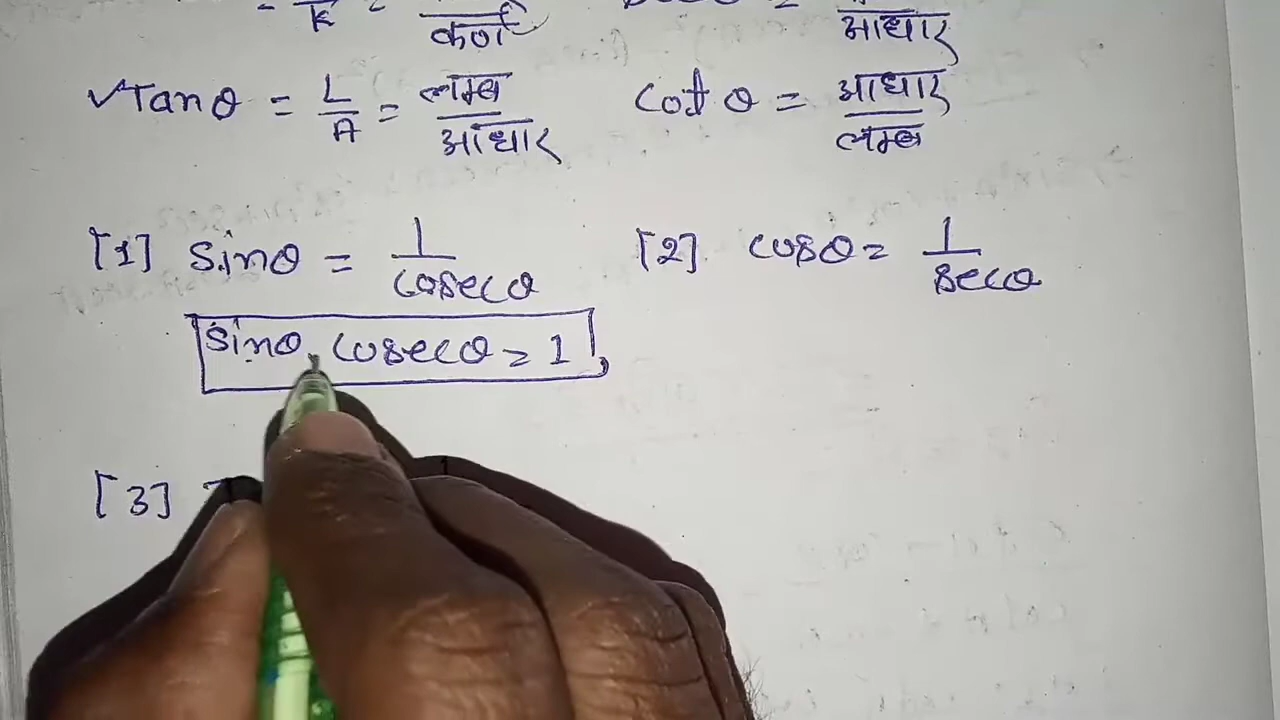 कर्ण आधार
√Tanθ = L/A = लम्ब/आधार Cotθ = आधार/लम्ब
[1] sinθ = 1/cosecθ [2] cosθ = 1/secθ
sinθ. cosecθ = 1,
[3]